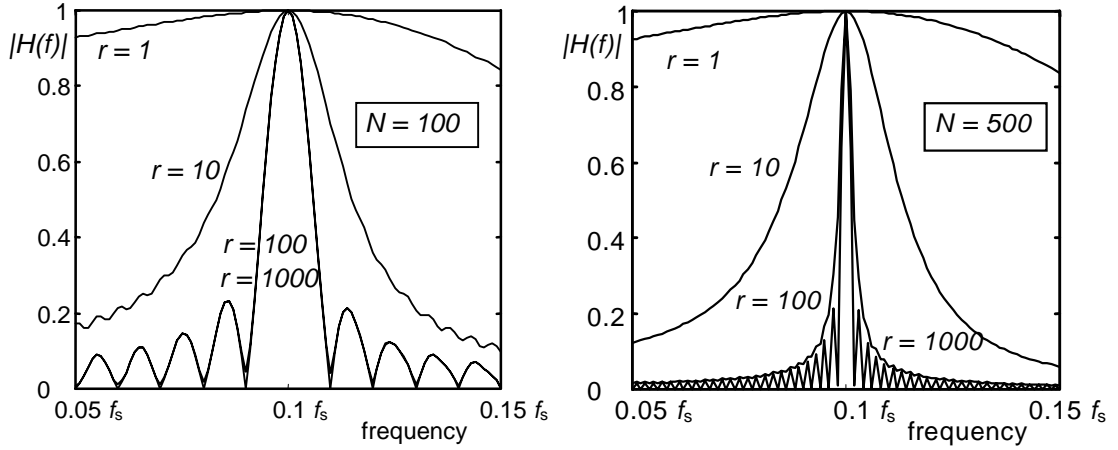 1
|H(f)|
r = 1
0.8
N = 100
0.6
r = 10
0.4
r = 100
r = 1000
0.2
0
0.05 fs
0.1 fs
0.15 fs
frequency
1
|H(f)|
r = 1
0.8
N = 500
0.6
r = 10
0.4
r = 100
0.2
r = 1000
0
0.05 fs
0.1 fs
0.15 fs
frequency